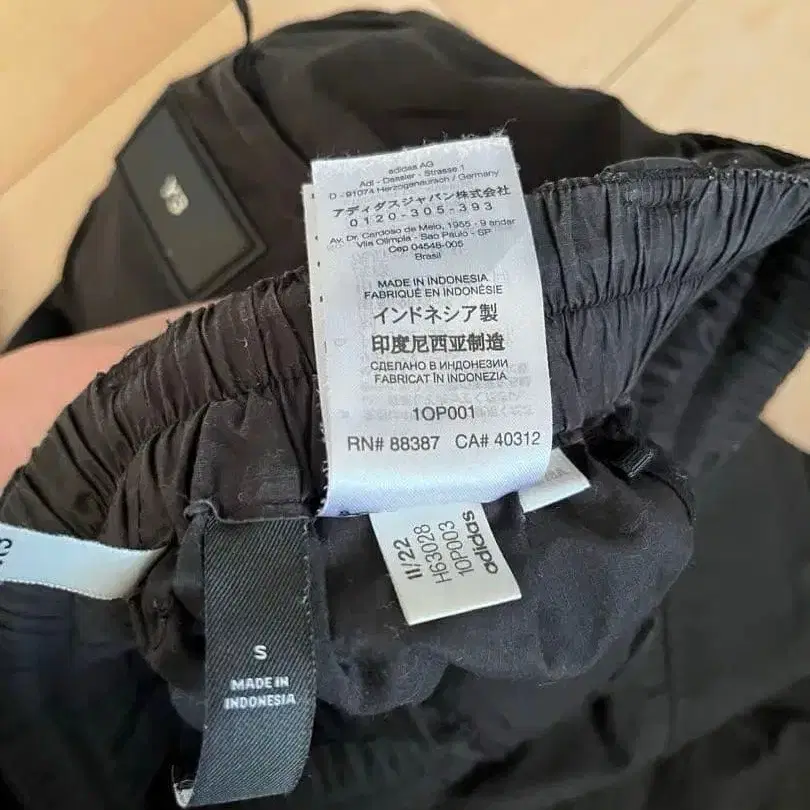 Y-3
adidas AG
Adi - Dassler - Strasse 1
D - 91074 Herzogenaurach / Germany
アディダスジャパン株式会社
0120-305-393
Av. Dr. Cardoso de Melo, 1955 - 9 andar
Vila Olimpia - Sao Paulo - SP
Cep 04548-005
Brasil
MADE IN INDONESIA
FABRIQUÉ EN INDONÉSIE
インドネシア製
印度尼西亚制造
СДЕЛАНО В ИНДОНЕЗИИ
FABRICAT ÎN INDONEZIA
1OP001
RN# 88387 CA# 40312
11/22
H63028
1OP003
adidas
S
MADE IN
INDONESIA